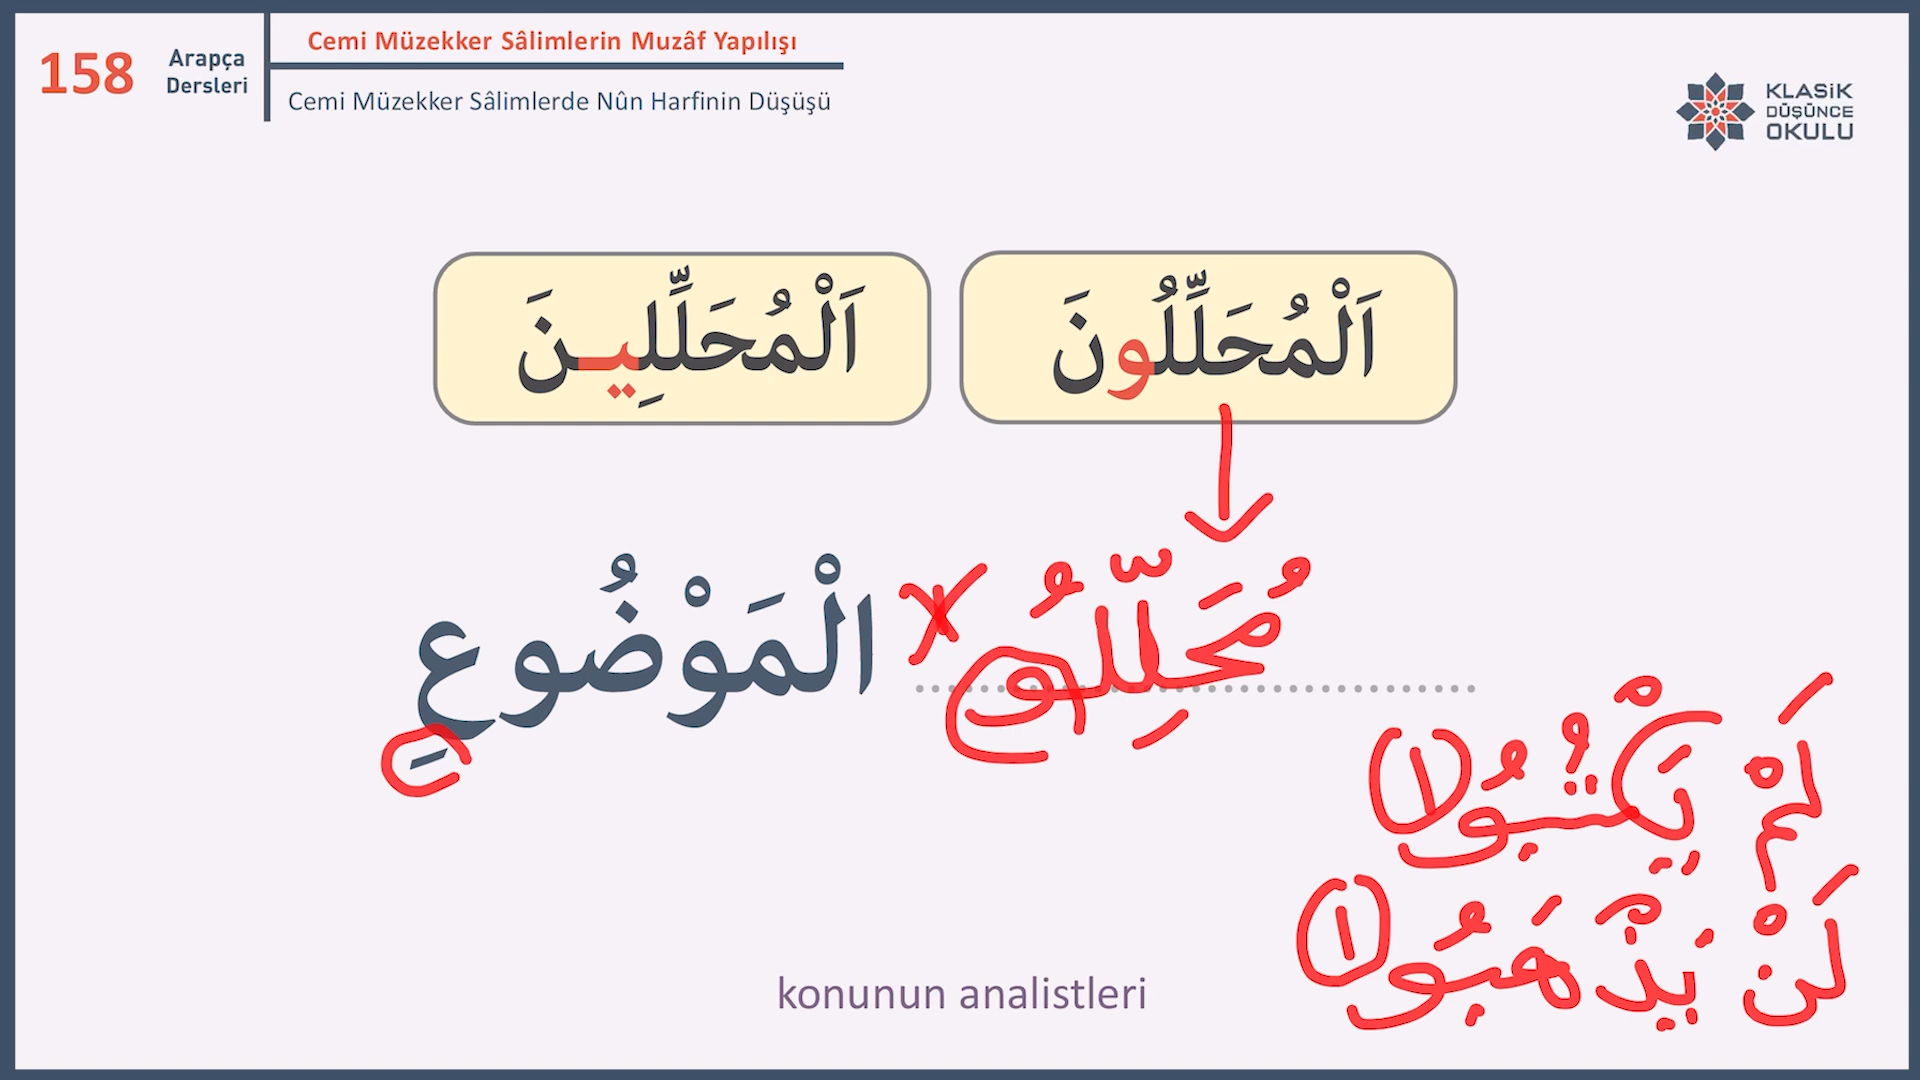 158
Arapça
Dersleri
Cemi Müzekker Sâlimlerin Muzâf Yapılışı
Cemi Müzekker Sâlimlerde Nûn Harfinin Düşüşü
KLASİK
DÜŞÜNCE
OKULU
اَلْمُحَلِّلُونَ
اَلْمُحَلِّلِينَ
مُحَلِّلُو الْمَوْضُوعِ
لَمْ يَكْتُبُوا
لَنْ يَذْهَبُوا
konunun analistleri